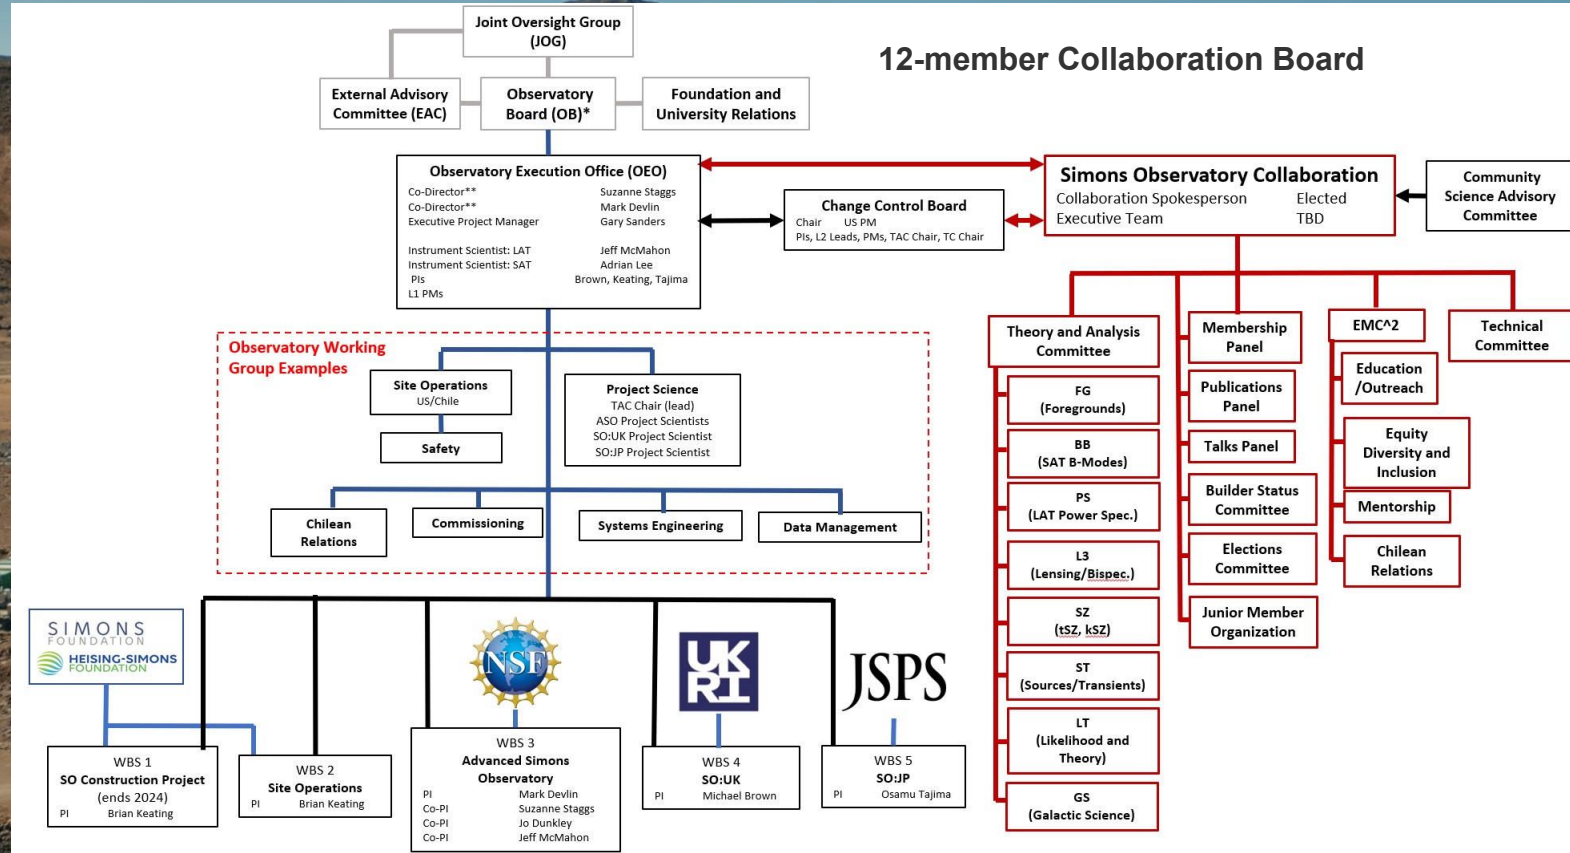 Joint Oversight Group
(JOG)
12-member Collaboration Board
External Advisory
Committee (EAC)
Observatory
Board (OB)*
Foundation and
University Relations
Observatory Execution Office (OEO)
Co-Director** Suzanne Staggs
Co-Director** Mark Devlin
Executive Project Manager Gary Sanders
Instrument Scientist: LAT Jeff McMahon
Instrument Scientist: SAT Adrian Lee
PIs Brown, Keating, Tajima
L1 PMs
Change Control Board
Chair US PM
PIs, L2 Leads, PMs, TAC Chair, TC Chair
Simons Observatory Collaboration
Collaboration Spokesperson Elected
Executive Team TBD
Community
Science Advisory
Committee
Observatory Working
Group Examples
Site Operations
US/Chile
Safety
Project Science
TAC Chair (lead)
ASO Project Scientists
SO:UK Project Scientist
SO:JP Project Scientist
Chilean
Relations
Commissioning
Systems Engineering
Data Management
Theory and Analysis
Committee
FG
(Foregrounds)
BB
(SAT B-Modes)
PS
(LAT Power Spec.)
L3
(Lensing/Bispec.)
SZ
(tSZ, kSZ)
ST
(Sources/Transients)
LT
(Likelihood and
Theory)
GS
(Galactic Science)
Membership
Panel
Publications
Panel
Talks Panel
Builder Status
Committee
Elections
Committee
Junior Member
Organization
EMC^2
Education
/Outreach
Equity
Diversity and
Inclusion
Mentorship
Chilean
Relations
Technical
Committee
SIMONS
FOUNDATION
HEISING-SIMONS
FOUNDATION
NSF
UK
RI
JSPS
WBS 1
SO Construction Project
(ends 2024)
PI Brian Keating
WBS 2
Site Operations
PI Brian Keating
WBS 3
Advanced Simons
Observatory
PI Mark Devlin
Co-PI Suzanne Staggs
Co-PI Jo Dunkley
Co-PI Jeff McMahon
WBS 4
SO:UK
PI Michael Brown
WBS 5
SO:JP
PI Osamu Tajima